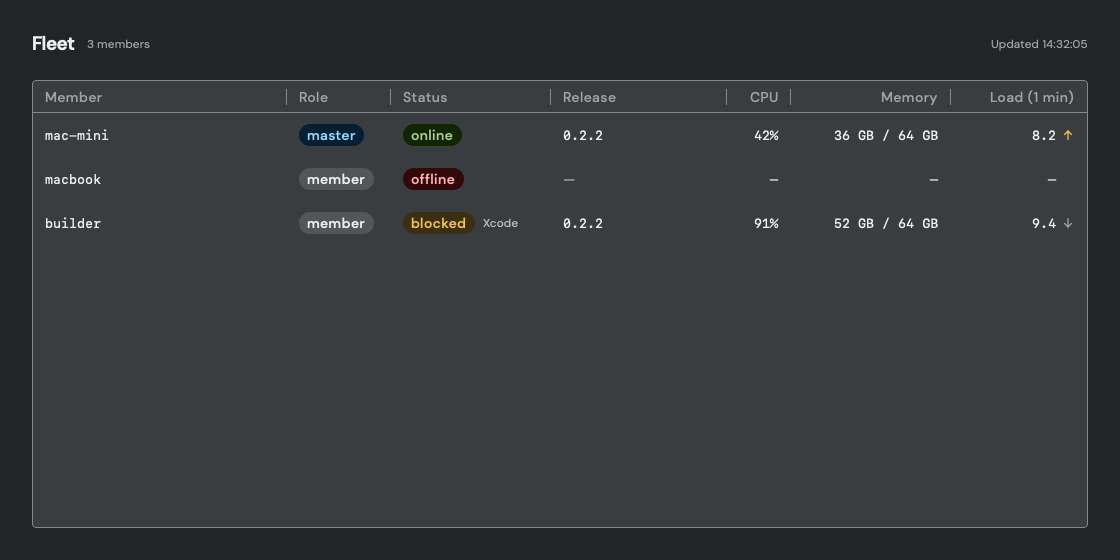 Fleet 3 members Updated 14:32:05
Member Role Status Release CPU Memory Load (1 min)
mac-mini master online 0.2.2 42% 36 GB / 64 GB 8.2 ↑
macbook member offline — — — —
builder member blocked Xcode 0.2.2 91% 52 GB / 64 GB 9.4 ↓